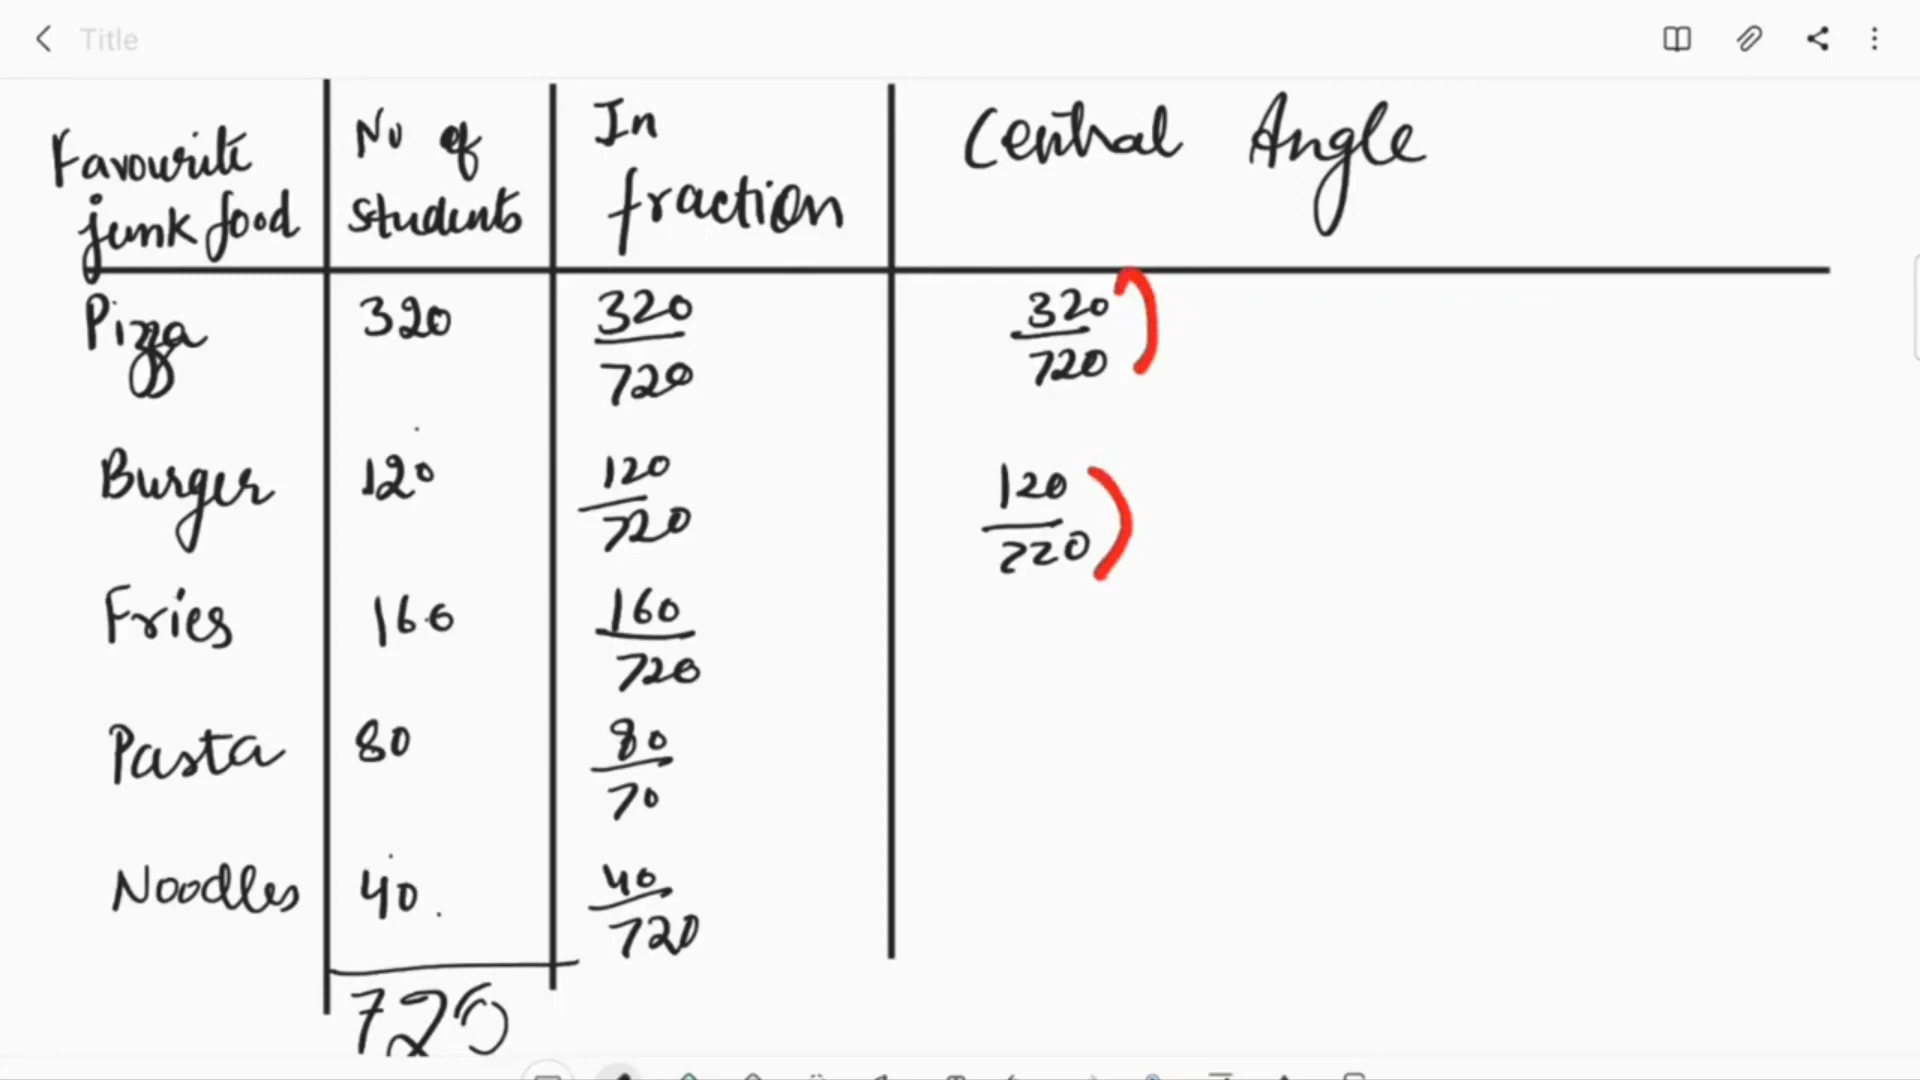 Title
Favourite junk food | No of students | In fraction | Central Angle
Pizza | 320 | 320/720 | 320/720
Burger | 120 | 120/720 | 120/720
Fries | 160 | 160/720
Pasta | 80 | 80/70
Noodles | 40 | 40/720
720